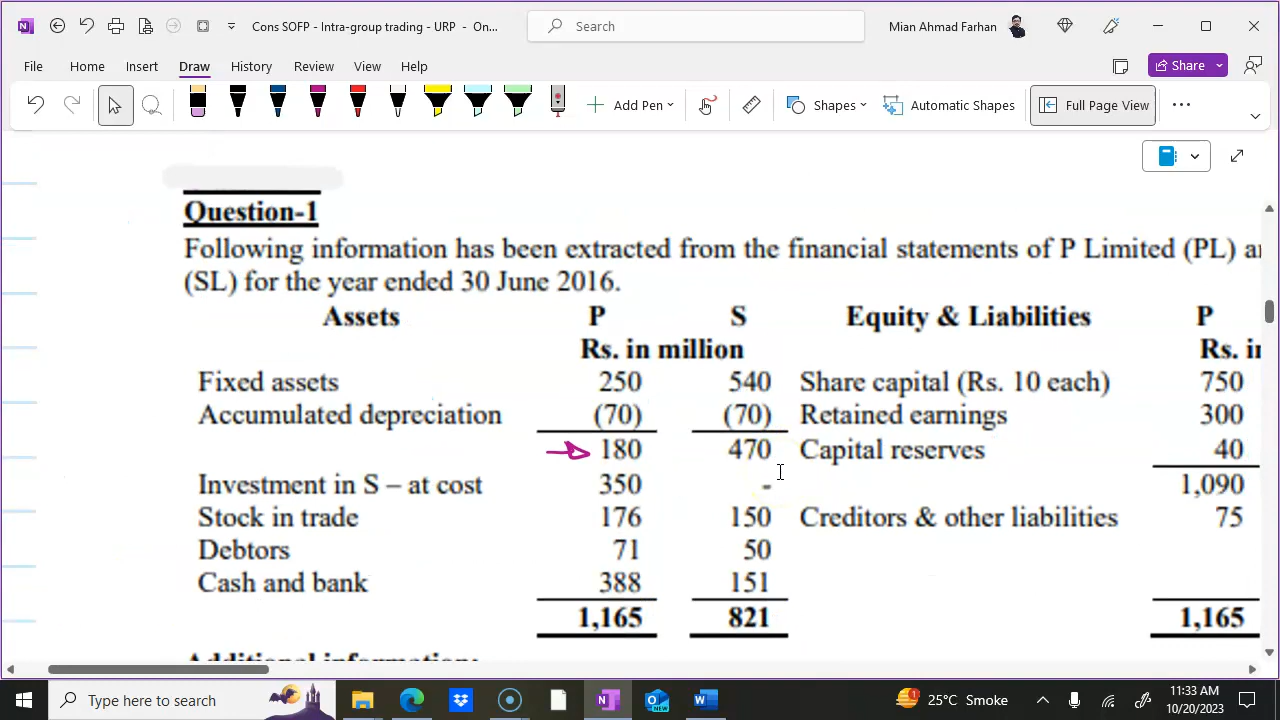 Cons SOFP - Intra-group trading - URP - On...
Search
Mian Ahmad Farhan
File Home Insert Draw History Review View Help Share
Add Pen Shapes Automatic Shapes Full Page View
Question-1
Following information has been extracted from the financial statements of P Limited (PL) an
(SL) for the year ended 30 June 2016.
Assets P S Equity & Liabilities P
Rs. in million Rs. in
Fixed assets 250 540 Share capital (Rs. 10 each) 750
Accumulated depreciation (70) (70) Retained earnings 300
180 470 Capital reserves 40
Investment in S – at cost 350 - 1,090
Stock in trade 176 150 Creditors & other liabilities 75
Debtors 71 50
Cash and bank 388 151
1,165 821 1,165
Additional information:
Type here to search
1
25°C Smoke
11:33 AM
10/20/2023